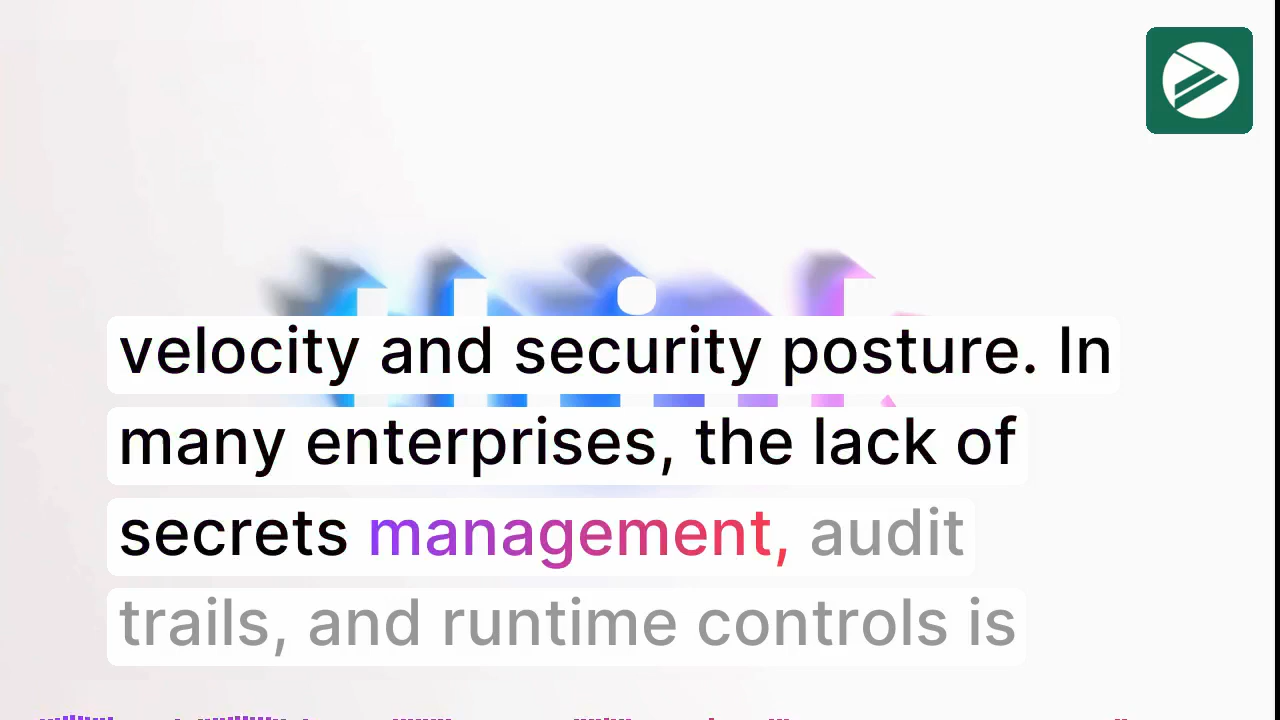 velocity and security posture. In
many enterprises, the lack of
secrets management, audit
trails, and runtime controls is